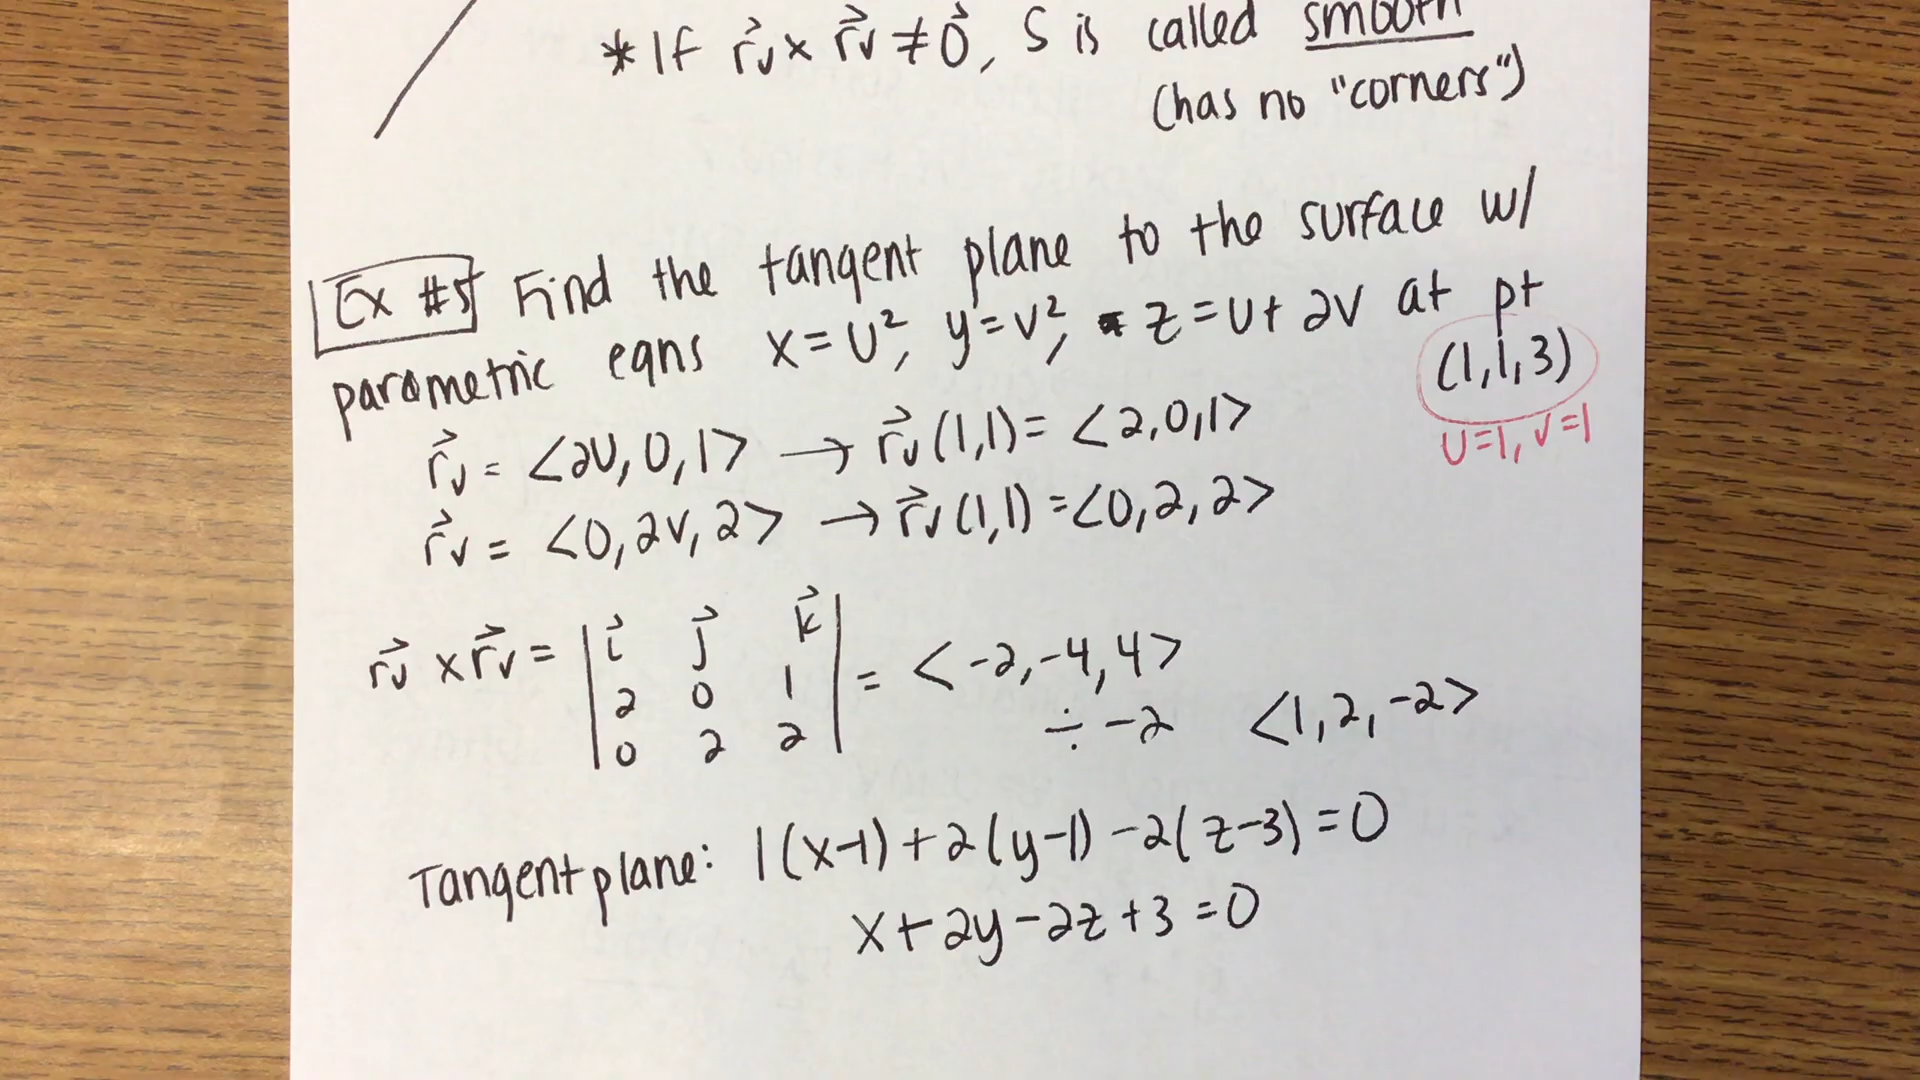 *If r⃗u x r⃗v ≠ 0⃗, S is called smooth
(has no "corners")
Ex #5 Find the tangent plane to the surface w/
parametric eqns x=u², y=v², z=u+2v at pt
(1,1,3)
u=1, v=1
r⃗u = <2u,0,1> → r⃗u(1,1)= <2,0,1>
r⃗v = <0,2v,2> → r⃗v(1,1)=<0,2,2>
r⃗u x r⃗v = | i⃗ j⃗ k⃗ |
| 2 0 1 | = <-2,-4,4>
| 0 2 2 | ÷ -2 <1,2,-2>
Tangent plane: 1(x-1)+2(y-1)-2(z-3)=0
x+2y-2z+3=0